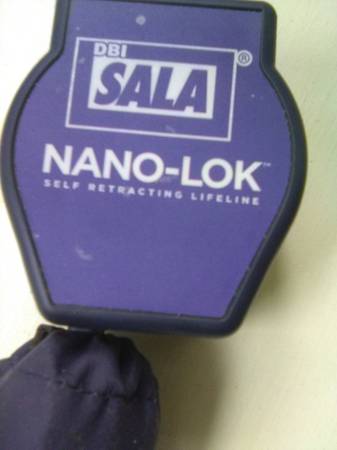 DBI
SALA®
NANO-LOK™
SELF RETRACTING LIFELINE